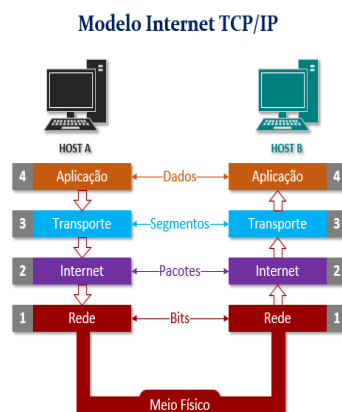 Modelo Internet TCP/IP
HOST A
HOST B
4 Aplicação Dados Aplicação 4
3 Transporte Segmentos Transporte 3
2 Internet Pacotes Internet 2
1 Rede Bits Rede 1
Meio Físico